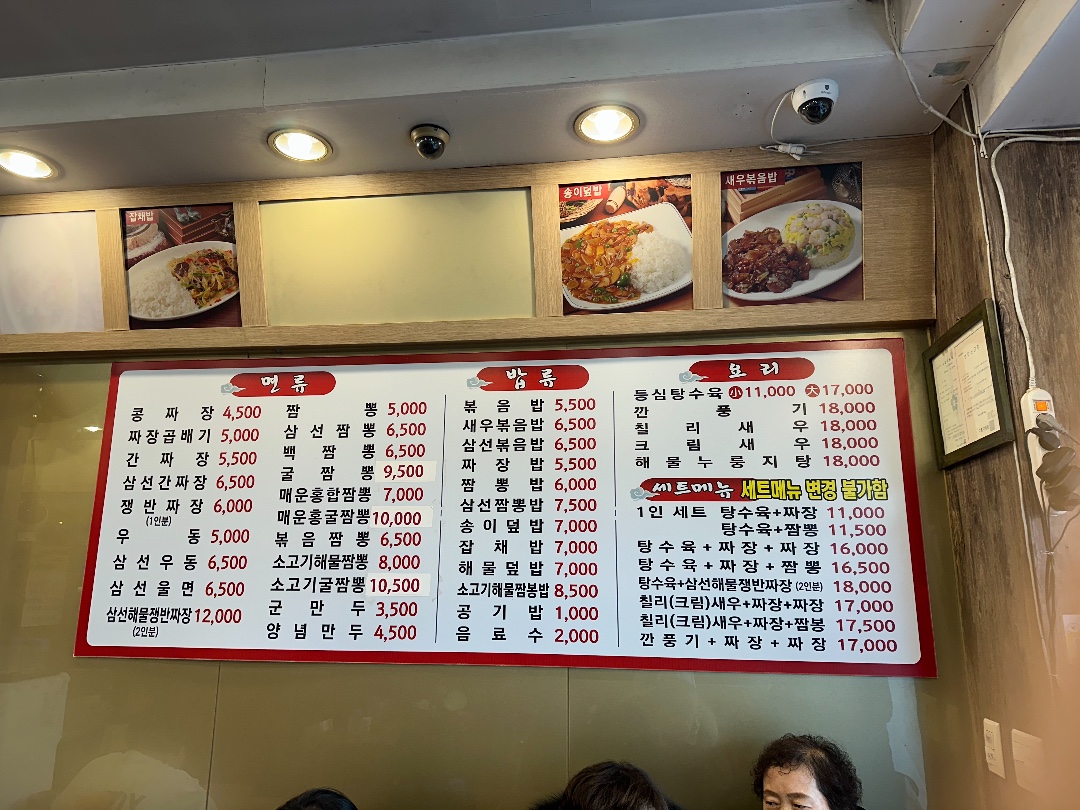 잡채밥
송이덮밥
새우볶음밥
면류
콩짜장 4,500
짜장곱배기 5,000
간짜장 5,500
삼선간짜장 6,500
쟁반짜장 6,000
(1인분)
우동 5,000
삼선우동 6,500
삼선울면 6,500
삼선해물쟁반짜장 12,000
(2인분)
짬뽕 5,000
삼선짬뽕 6,500
백짬뽕 6,500
굴짬뽕 9,500
매운홍합짬뽕 7,000
매운홍굴짬뽕 10,000
볶음짬뽕 6,500
소고기해물짬뽕 8,000
소고기굴짬뽕 10,500
군만두 3,500
양념만두 4,500
밥류
볶음밥 5,500
새우볶음밥 6,500
삼선볶음밥 6,500
짜장밥 5,500
짬뽕밥 6,000
삼선짬뽕밥 7,500
송이덮밥 7,000
잡채밥 7,000
해물덮밥 7,000
소고기해물짬봉밥 8,500
공기밥 1,000
음료수 2,000
요리
등심탕수육 小 11,000 大 17,000
깐풍기 18,000
칠리새우 18,000
크림새우 18,000
해물누룽지탕 18,000
세트메뉴 세트메뉴 변경 불가함
1인 세트 탕수육+짜장 11,000
탕수육+짬뽕 11,500
탕수육+짜장+짜장 16,000
탕수육+짜장+짬뽕 16,500
탕수육+삼선해물쟁반짜장 (2인분) 18,000
칠리(크림)새우+짜장+짜장 17,000
칠리(크림)새우+짜장+짬봉 17,500
깐풍기+짜장+짜장 17,000